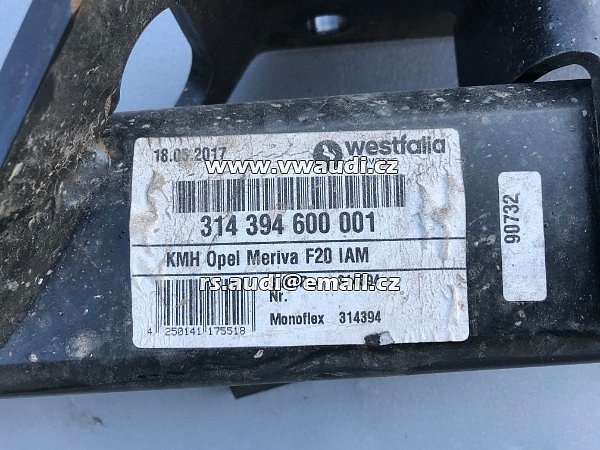 18.05.2017
westfalia
www.vwaudi.cz
314 394 600 001
KMH Opel Meriva F20 IAM
rs.audi@email.cz
Nr.
Monoflex 314394
4 250141 175518
90732